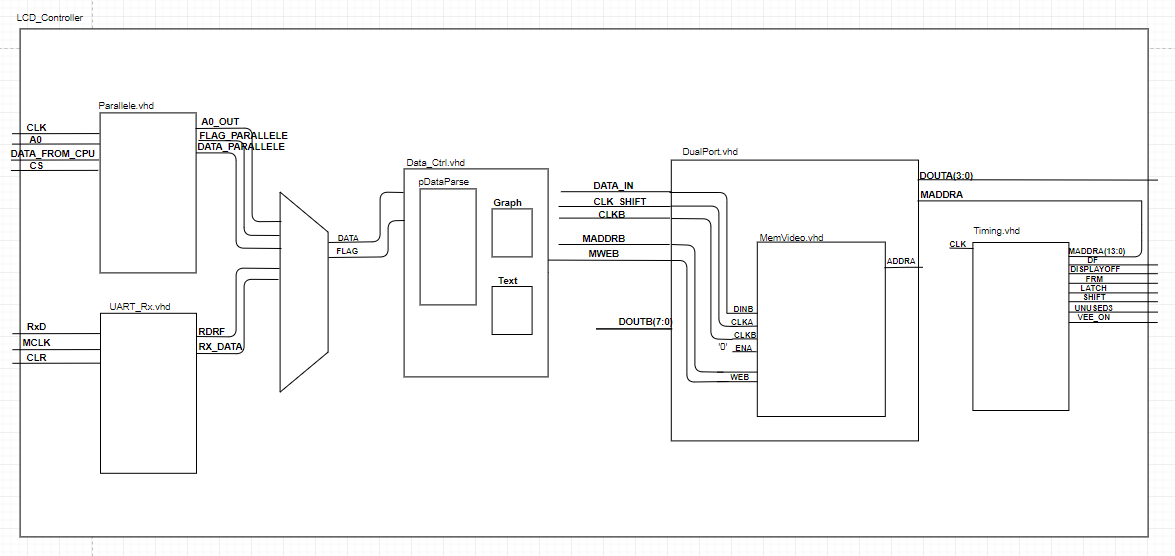 LCD_Controller
Parallele.vhd
CLK
A0
DATA_FROM_CPU
CS
A0_OUT
FLAG_PARALLELE
DATA_PARALLELE
UART_Rx.vhd
RxD
MCLK
CLR
RDRF
RX_DATA
DATA
FLAG
Data_Ctrl.vhd
pDataParse
Graph
Text
DualPort.vhd
DATA_IN
CLK_SHIFT
CLKB
MADDRB
MWEB
DOUTB(7:0)
MemVideo.vhd
DINB
CLKA
CLKB
'0' ENA
WEB
ADDRA
DOUTA(3:0)
MADDRA
Timing.vhd
CLK
MADDRA(13:0)
DF
DISPLAYOFF
FRM
LATCH
SHIFT
UNUSED3
VEE_ON